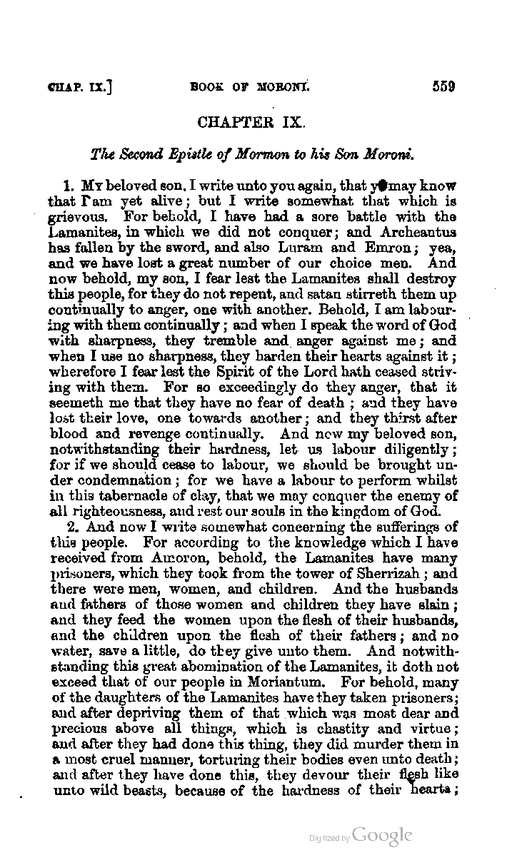 CHAP. IX.] BOOK OF MORONI. 559
CHAPTER IX.
The Second Epistle of Mormon to his Son Moroni.
1. MY beloved son, I write unto you again, that ye may know
that I am yet alive; but I write somewhat that which is
grievous. For behold, I have had a sore battle with the
Lamanites, in which we did not conquer; and Archeantus
has fallen by the sword, and also Luram and Emron; yea,
and we have lost a great number of our choice men. And
now behold, my son, I fear lest the Lamanites shall destroy
this people, for they do not repent, and satan stirreth them up
continually to anger, one with another. Behold, I am labour-
ing with them continually; and when I speak the word of God
with sharpness, they tremble and anger against me; and
when I use no sharpness, they harden their hearts against it;
wherefore I fear lest the Spirit of the Lord hath ceased striv-
ing with them. For so exceedingly do they anger, that it
seemeth me that they have no fear of death; and they have
lost their love, one towards another; and they thirst after
blood and revenge continually. And now my beloved son,
notwithstanding their hardness, let us labour diligently;
for if we should cease to labour, we should be brought un-
der condemnation; for we have a labour to perform whilst
in this tabernacle of clay, that we may conquer the enemy of
all righteousness, and rest our souls in the kingdom of God.
2. And now I write somewhat concerning the sufferings of
this people. For according to the knowledge which I have
received from Amoron, behold, the Lamanites have many
prisoners, which they took from the tower of Sherrizah; and
there were men, women, and children. And the husbands
and fathers of those women and children they have slain;
and they feed the women upon the flesh of their husbands,
and the children upon the flesh of their fathers; and no
water, save a little, do they give unto them. And notwith-
standing this great abomination of the Lamanites, it doth not
exceed that of our people in Moriantum. For behold, many
of the daughters of the Lamanites have they taken prisoners;
and after depriving them of that which was most dear and
precious above all things, which is chastity and virtue;
and after they had done this thing, they did murder them in
a most cruel manner, torturing their bodies even unto death;
and after they have done this, they devour their flesh like
unto wild beasts, because of the hardness of their hearts;
Digitized by Google